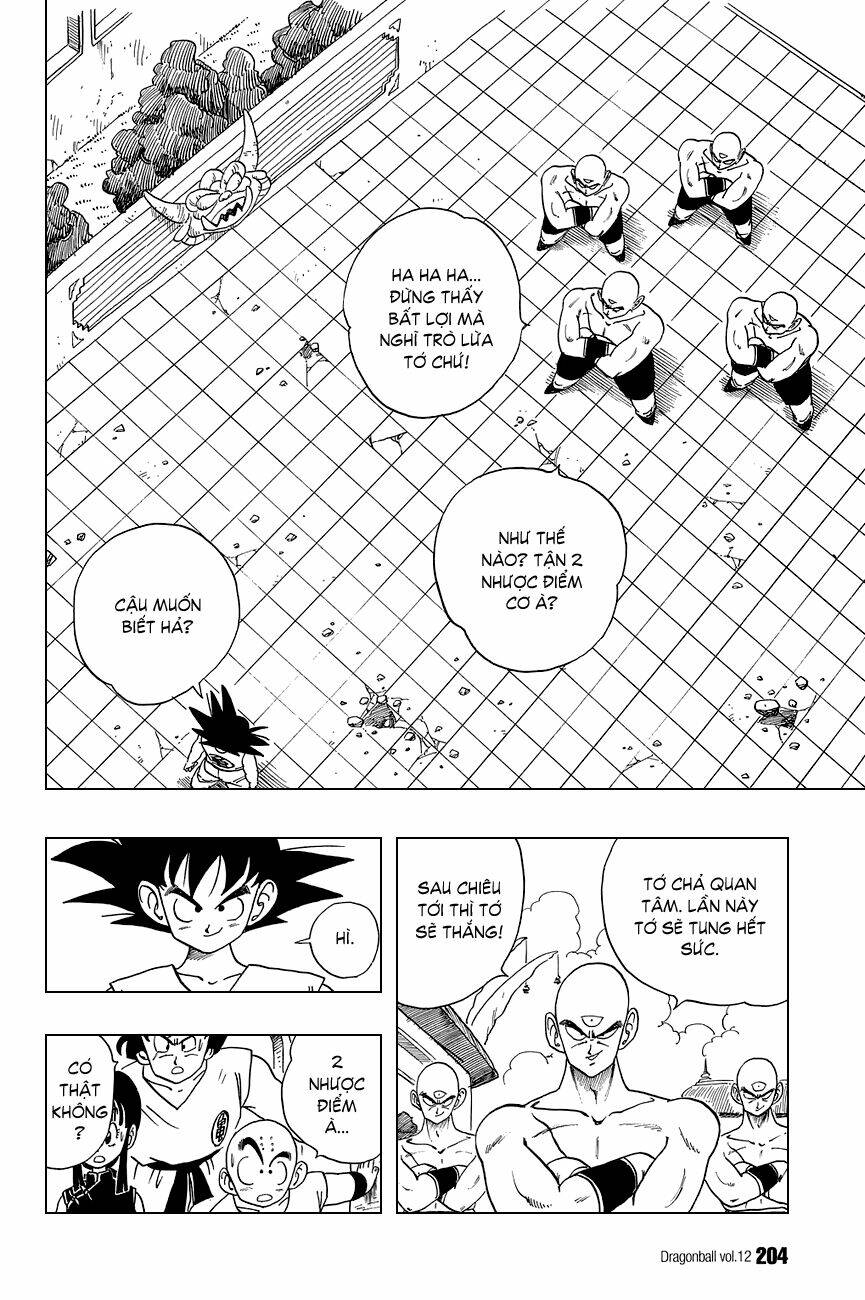 HA HA HA...
ĐỪNG THẤY
BẤT LỢI MÀ
NGHĨ TRÒ LỪA
TỚ CHỨ!
NHƯ THẾ
NÀO? TẬN 2
NHƯỢC ĐIỂM
CƠ À?
CẬU MUỐN
BIẾT HẢ?
TỚ CHẢ QUAN
TÂM. LẦN NÀY
TỚ SẼ TUNG HẾT
SỨC.
SAU CHIÊU
TỚI THÌ TỚ
SẼ THẮNG!
HÌ.
2
NHƯỢC
ĐIỂM
À...
CÓ
THẬT
KHÔNG
?
Dragonball vol.12 204